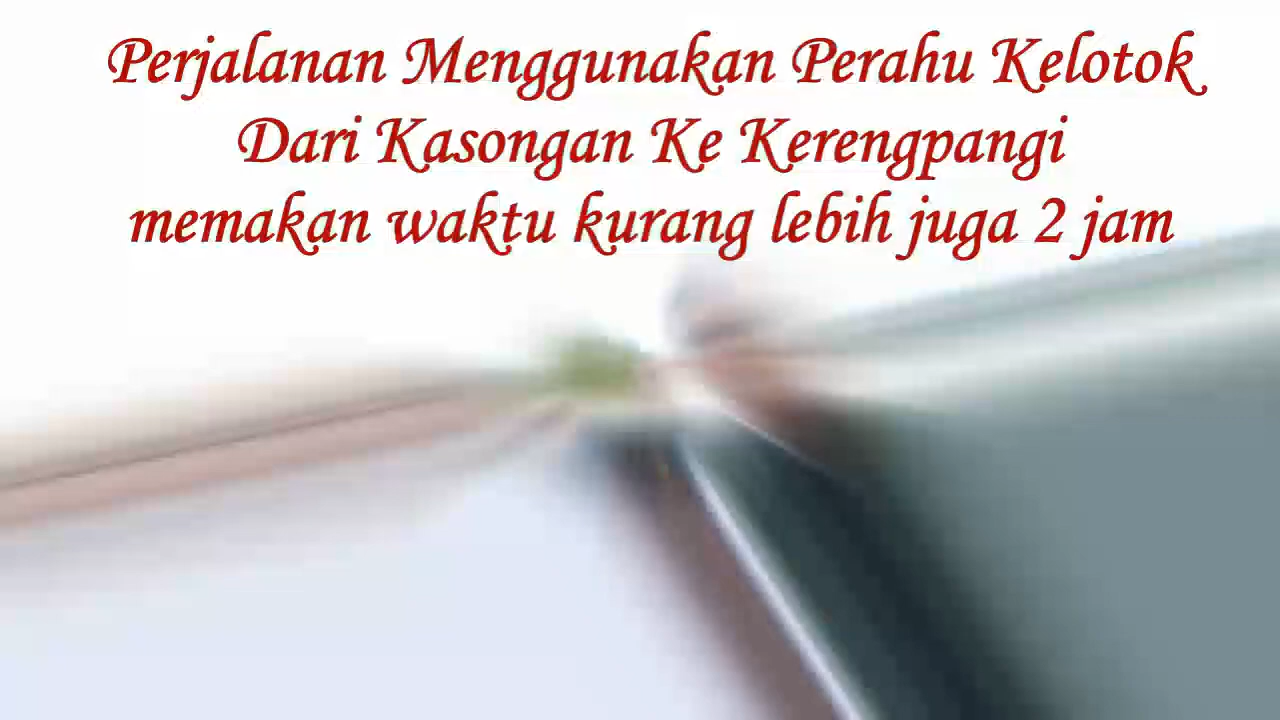 Perjalanan Menggunakan Perahu Kelotok
Dari Kasongan Ke Kerengpangi
memakan waktu kurang lebih juga 2 jam